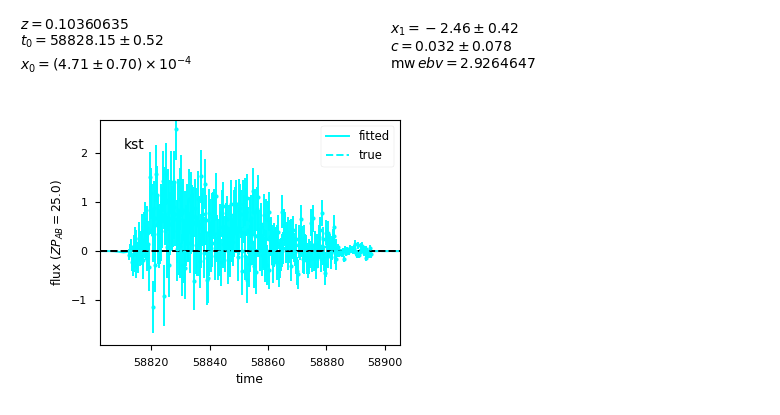 z = 0.10360635
t₀ = 58828.15 ± 0.52
x₀ = (4.71 ± 0.70) × 10⁻⁴
x₁ = −2.46 ± 0.42
c = 0.032 ± 0.078
mw ebv = 2.9264647
kst
fitted
true
flux (ZP_AB = 25.0)
2
1
0
−1
58820 58840 58860 58880 58900
time